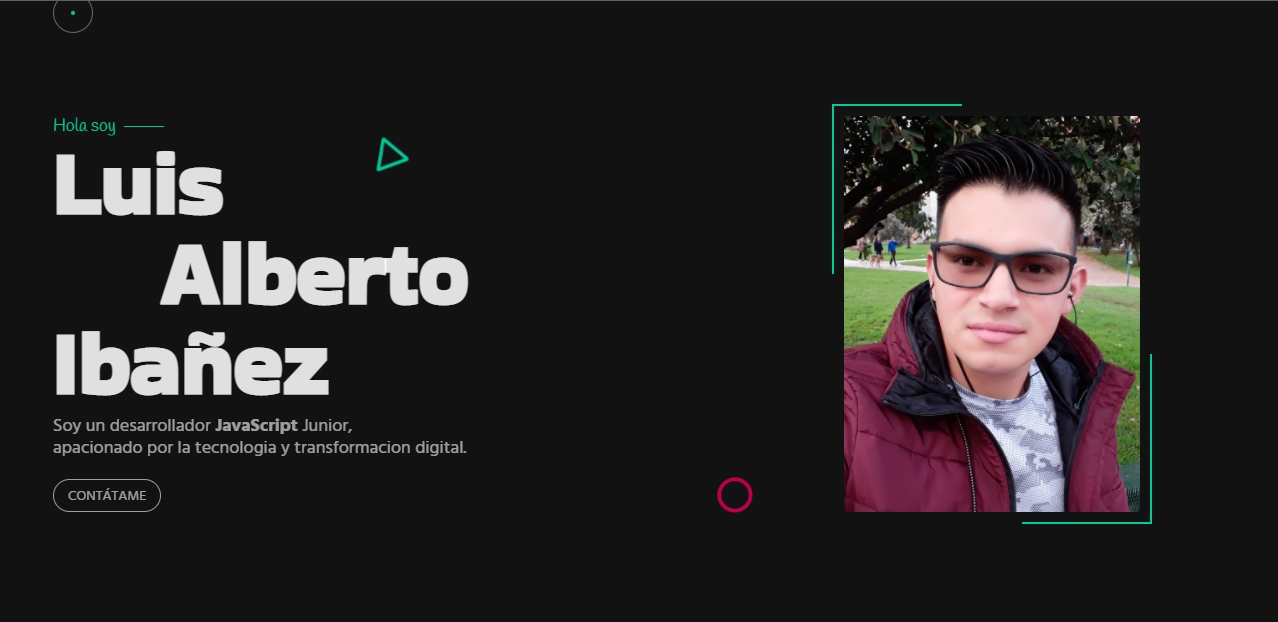 Hola soy
Luis
Alberto
Ibañez
Soy un desarrollador JavaScript Junior,
apacionado por la tecnologia y transformacion digital.
CONTÁTAME